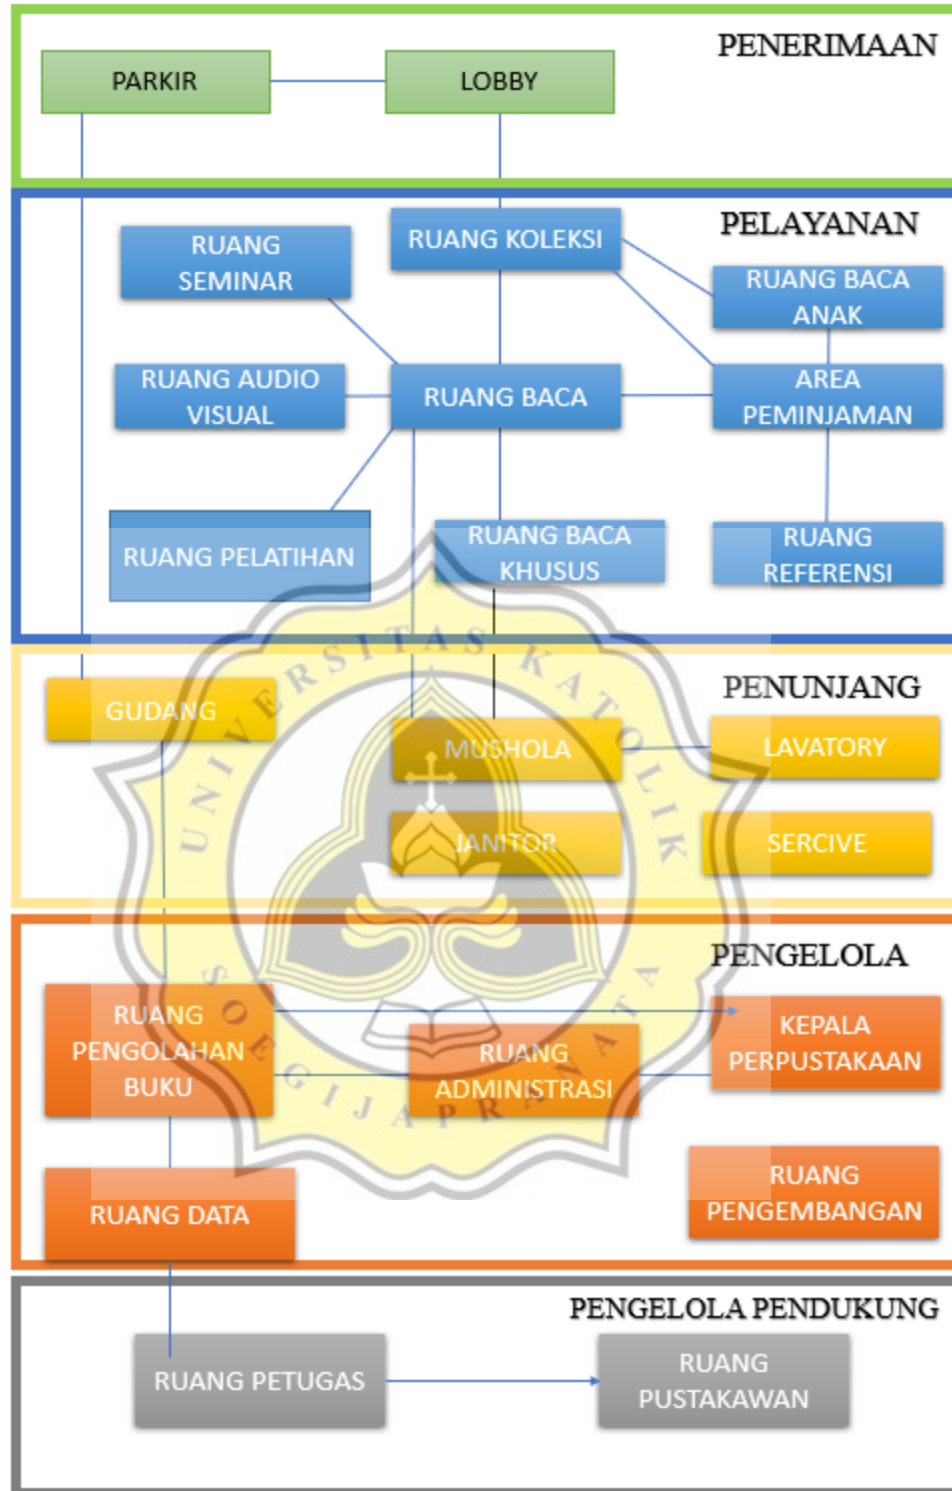 PENERIMAAN
PARKIR
LOBBY
PELAYANAN
RUANG
SEMINAR
RUANG KOLEKSI
RUANG BACA
ANAK
RUANG AUDIO
VISUAL
RUANG BACA
AREA
PEMINJAMAN
RUANG PELATIHAN
RUANG BACA
KHUSUS
RUANG
REFERENSI
PENUNJANG
GUDANG
MUSHOLA
LAVATORY
JANITOR
SERCIVE
UNIVERSITAS KATOLIK
SOEGIJAPRANATA
PENGELOLA
RUANG
PENGOLAHAN
BUKU
RUANG
ADMINISTRASI
KEPALA
PERPUSTAKAAN
RUANG DATA
RUANG
PENGEMBANGAN
PENGELOLA PENDUKUNG
RUANG PETUGAS
RUANG
PUSTAKAWAN